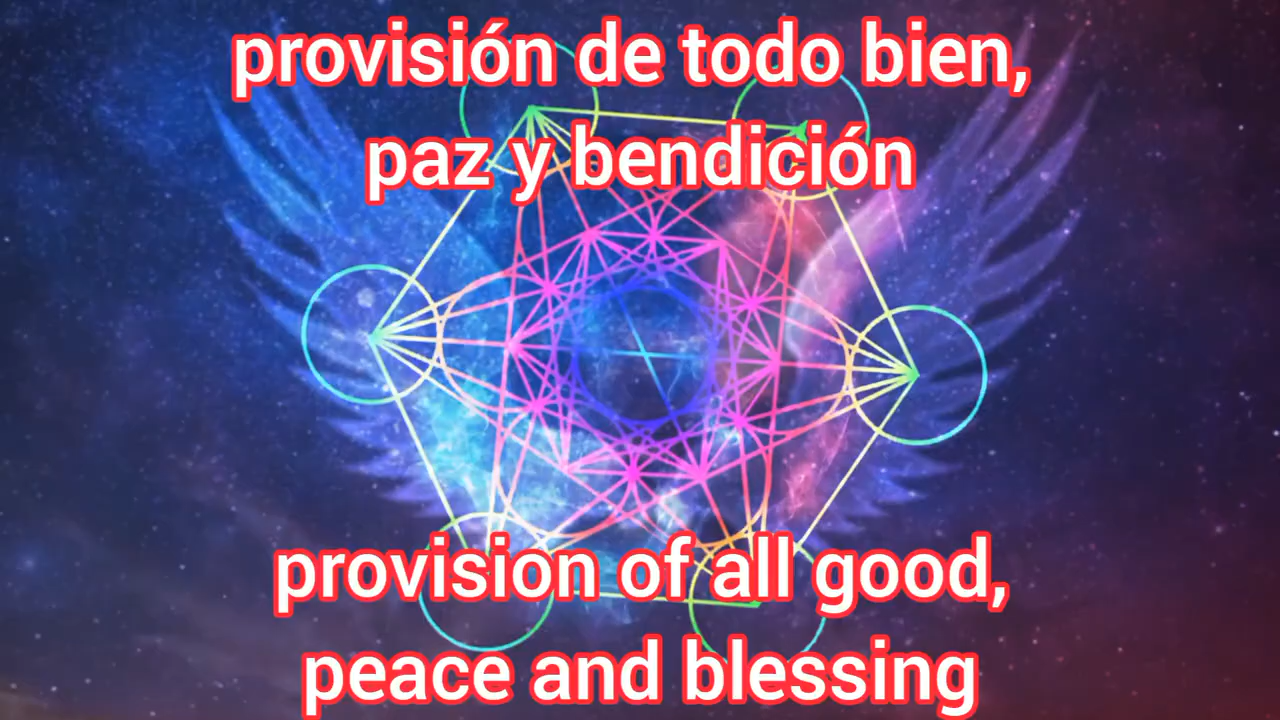 provisión de todo bien,
paz y bendición
provision of all good,
peace and blessing